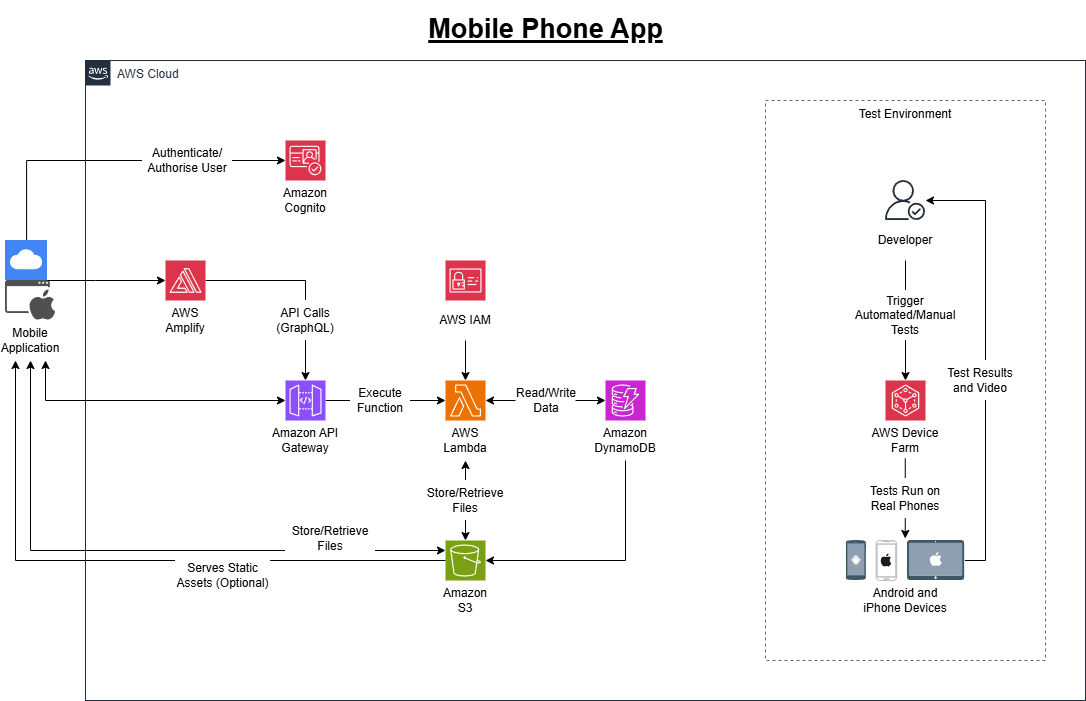 Mobile Phone App
aws
AWS Cloud
Test Environment
Authenticate/
Authorise User
Amazon
Cognito
Developer
Mobile
Application
AWS
Amplify
API Calls
(GraphQL)
AWS IAM
Trigger
Automated/Manual
Tests
Test Results
and Video
Execute
Function
Read/Write
Data
Amazon API
Gateway
AWS
Lambda
Amazon
DynamoDB
AWS Device
Farm
Store/Retrieve
Files
Tests Run on
Real Phones
Store/Retrieve
Files
Serves Static
Assets (Optional)
Amazon
S3
Android and
iPhone Devices